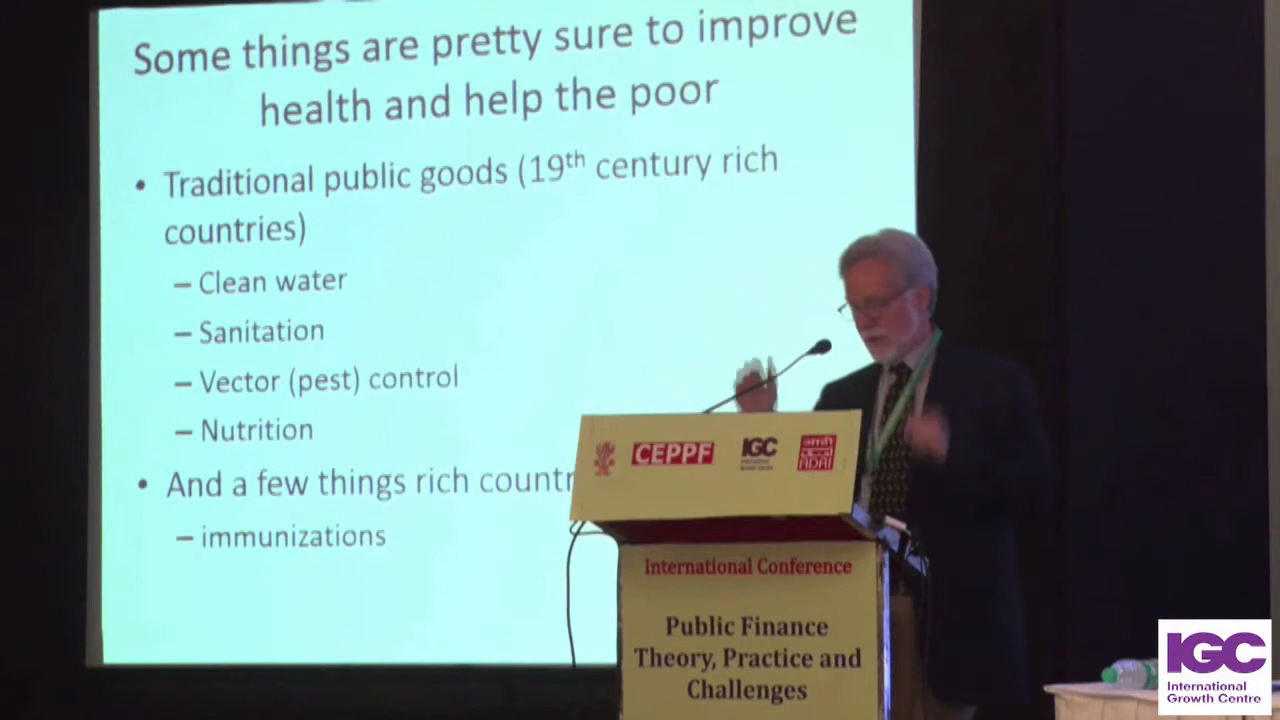 Some things are pretty sure to improve
health and help the poor
• Traditional public goods (19th century rich
countries)
– Clean water
– Sanitation
– Vector (pest) control
– Nutrition
• And a few things rich countr
– immunizations
CEPPF
IGC
International Conference
Public Finance
Theory, Practice and
Challenges
IGC
International
Growth Centre